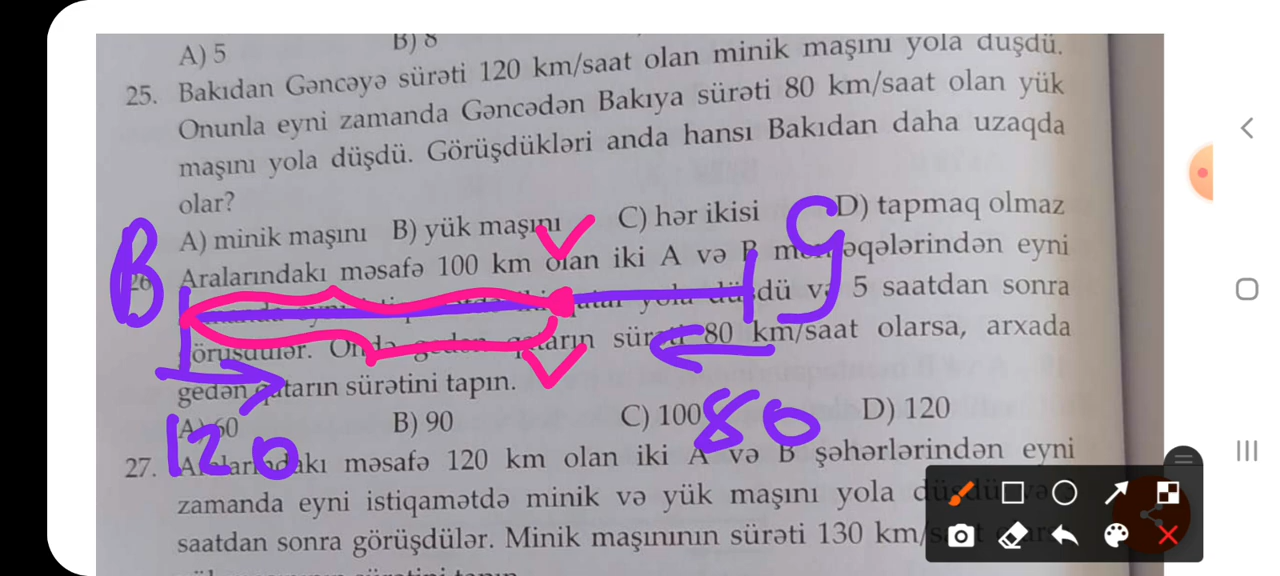 A) 5 B) 8
25. Bakıdan Gəncəyə sürəti 120 km/saat olan minik maşını yola düşdü.
Onunla eyni zamanda Gəncədən Bakıya sürəti 80 km/saat olan yük
maşını yola düşdü. Görüşdükləri anda hansı Bakıdan daha uzaqda
olar?
A) minik maşını B) yük maşını C) hər ikisi D) tapmaq olmaz
B G
26. Aralarındakı məsafə 100 km olan iki A və B eyni
yola düşdü və 5 saatdan sonra
görüşdülər. gedən qatarın sürəti 80 km/saat olarsa, arxada
gedən qatarın sürətini tapın.
A) 60 B) 90 C) 100 D) 120
120 80
27. Aralarındakı məsafə 120 km olan iki A və B şəhərlərindən eyni
zamanda eyni istiqamətdə minik və yük maşını yola
saatdan sonra görüşdülər. Minik maşınının sürəti 130